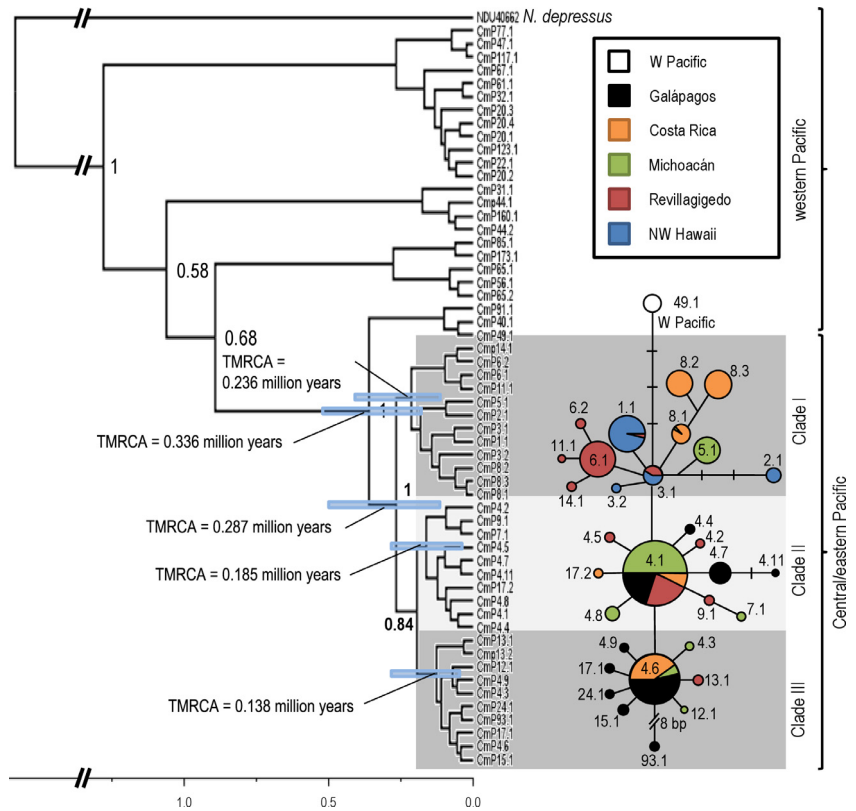 NDU40662 N. depressus
CmP77.1
CmP47.1
CmP117.1
CmP67.1
CmP61.1
CmP32.1
CmP20.3
CmP20.4
CmP20.1
CmP123.1
CmP22.1
CmP20.2
CmP31.1
Cmp44.1
CmP160.1
CmP44.2
CmP85.1
CmP173.1
CmP65.1
CmP56.1
CmP65.2
CmP91.1
CmP40.1
CmP49.1
Cmp14.1
CmP6.2
CmP6.1
CmP11.1
CmP5.1
CmP2.1
CmP3.1
CmP1.1
CmP3.2
CmP8.2
CmP8.3
CmP8.1
CmP4.2
CmP9.1
CmP7.1
CmP4.5
CmP4.7
CmP4.11
CmP17.2
CmP4.8
CmP4.1
CmP4.4
CmP13.1
Cmp13.2
CmP12.1
CmP4.9
CmP4.3
CmP24.1
CmP93.1
CmP17.1
CmP4.6
CmP15.1
1
0.58
0.68
TMRCA =
0.236 million years
1
TMRCA = 0.336 million years
1
TMRCA = 0.287 million years
TMRCA = 0.185 million years
0.84
TMRCA = 0.138 million years
W Pacific
Galápagos
Costa Rica
Michoacán
Revillagigedo
NW Hawaii
western Pacific
Central/eastern Pacific
49.1
W Pacific
8.2
8.3
6.2
1.1
8.1
5.1
11.1
6.1
2.1
14.1
3.2
3.1
Clade I
4.4
4.5
4.2
4.1
4.7
4.11
17.2
4.8
9.1
7.1
Clade II
4.9
4.3
17.1
4.6
13.1
24.1
15.1
12.1
8 bp
93.1
Clade III
1.0
0.5
0.0